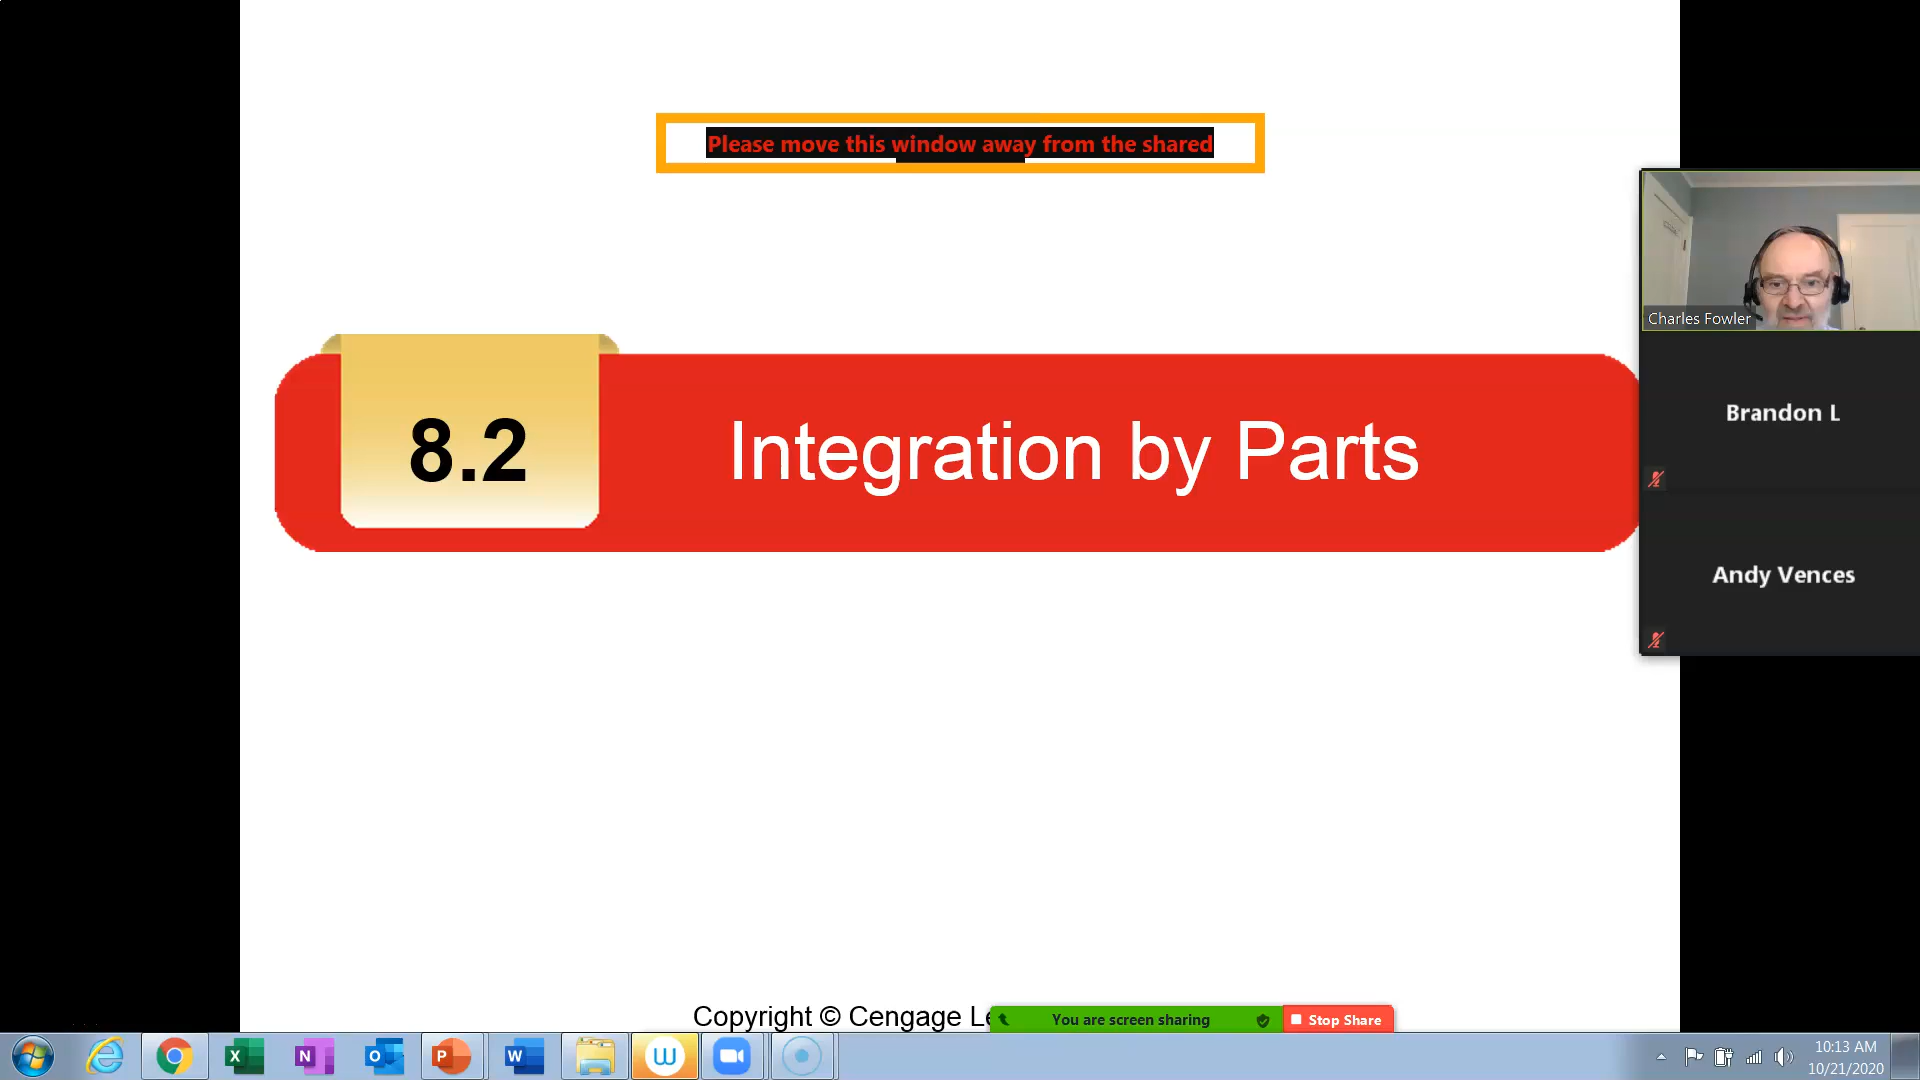 Please move this window away from the shared
8.2
Integration by Parts
Charles Fowler
Brandon L
Andy Vences
Copyright © Cengage Le
You are screen sharing
Stop Share
10:13 AM
10/21/2020